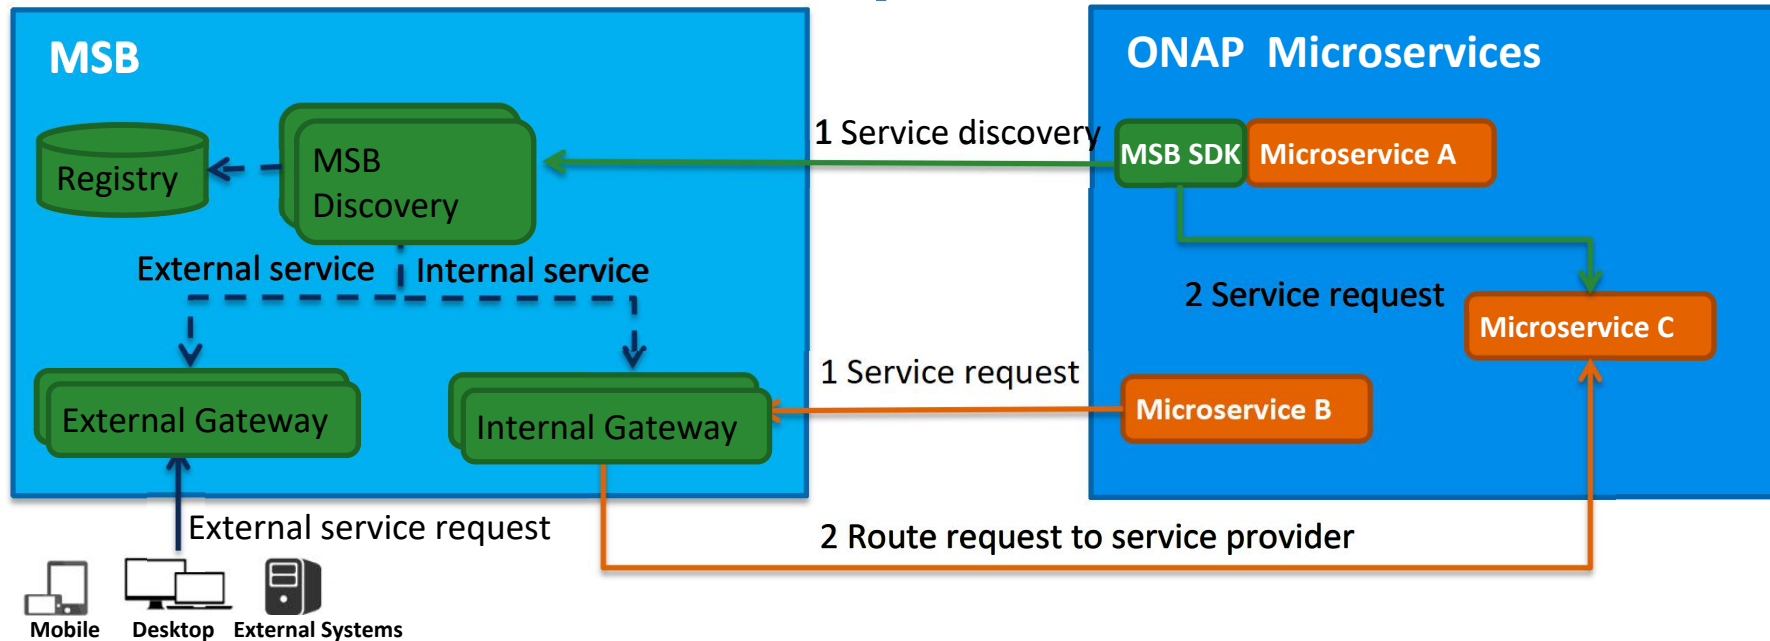 MSB
ONAP  Microservices
1 Service discovery
MSB SDK
Microservice A
Registry
MSB
Discovery
External service
Internal service
2 Service request
Microservice C
1 Service request
Microservice B
External Gateway
Internal Gateway
External service request
2 Route request to service provider
Mobile
Desktop
External Systems